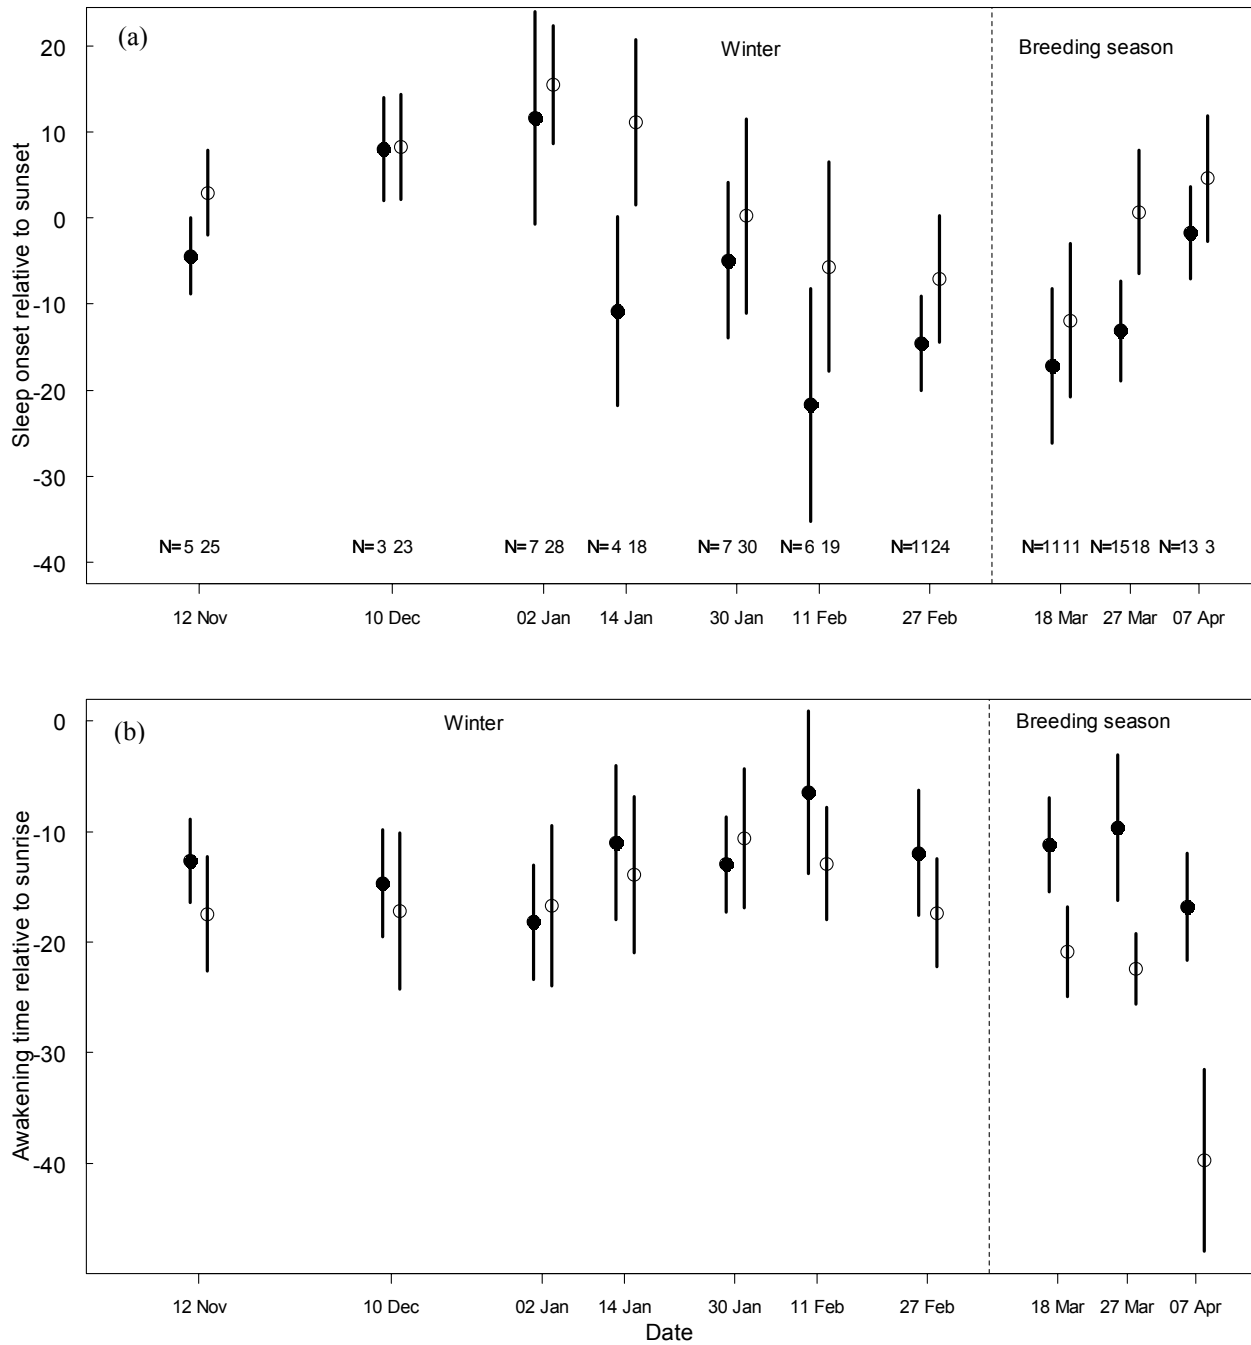 (a)
Winter
Breeding season
20
10
0
-10
-20
-30
-40
Sleep onset relative to sunset
N=5 25 N=3 23 N=7 28 N=4 18 N=7 30 N=6 19 N=1124 N=1111 N=1518 N=13 3
12 Nov 10 Dec 02 Jan 14 Jan 30 Jan 11 Feb 27 Feb 18 Mar 27 Mar 07 Apr
(b)
Winter
Breeding season
0
-10
-20
-30
-40
Awakening time relative to sunrise
12 Nov 10 Dec 02 Jan 14 Jan 30 Jan 11 Feb 27 Feb 18 Mar 27 Mar 07 Apr
Date